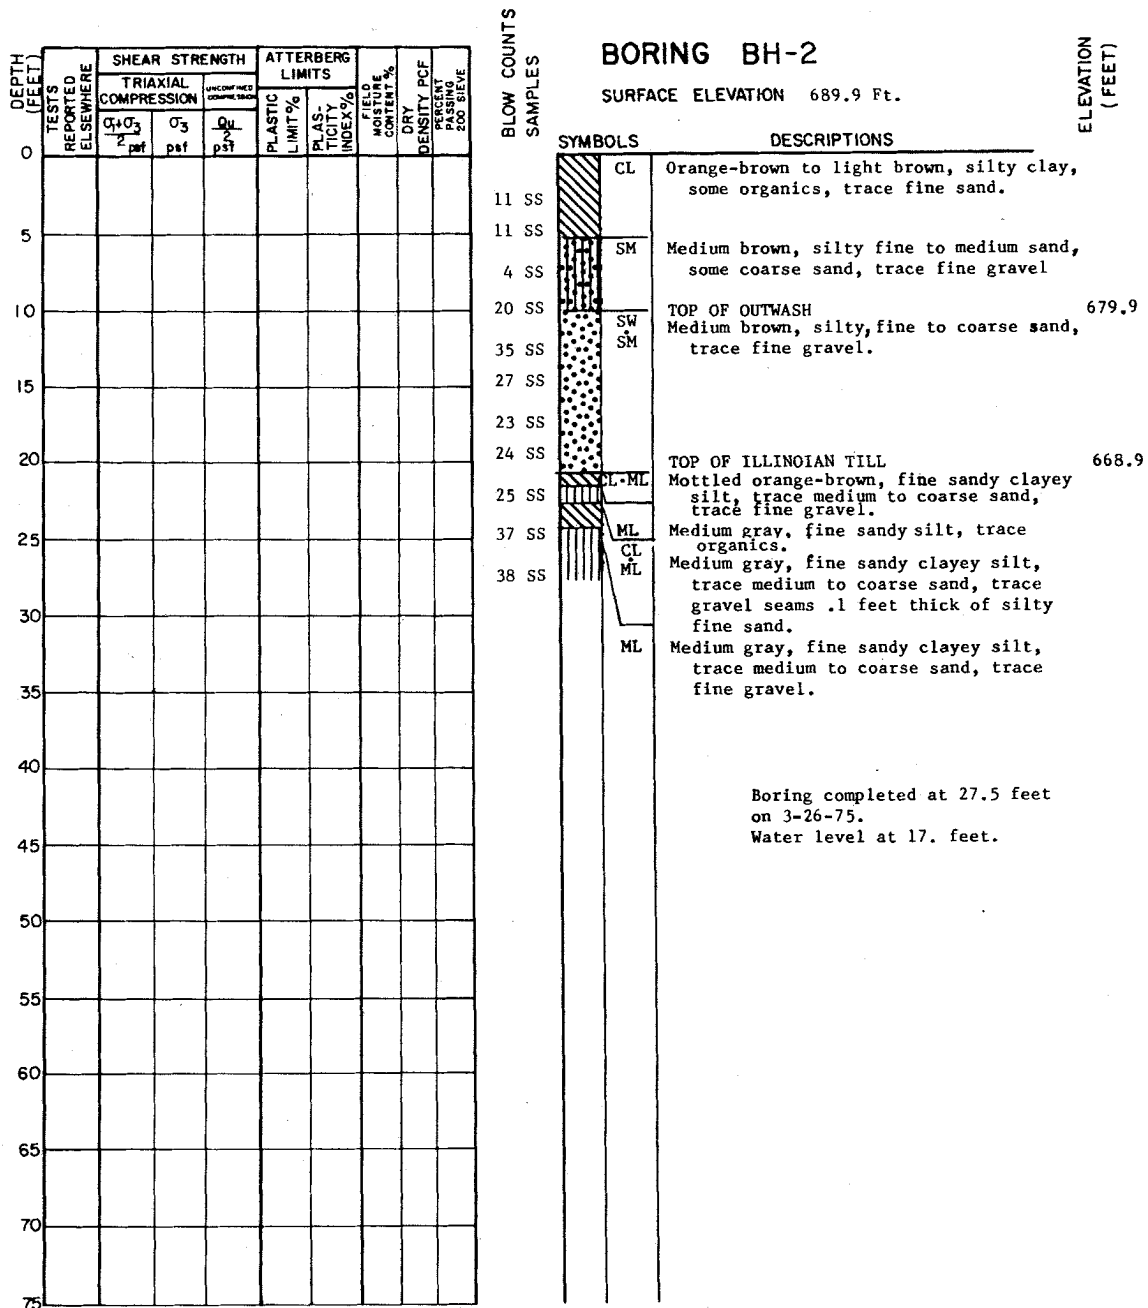 BORING BH-2
SURFACE ELEVATION 689.9 Ft.
DEPTH (FEET)
TESTS REPORTED ELSEWHERE
SHEAR STRENGTH
TRIAXIAL COMPRESSION
UNCONFINED COMPRESSION
σ1+σ3
2 psf
σ3
psf
Qu
2
psf
ATTERBERG LIMITS
PLASTIC LIMIT %
PLAS-TICITY INDEX%
FIELD MOISTURE CONTENT %
DRY DENSITY PCF
PERCENT PASSING 200 SIEVE
BLOW COUNTS
SAMPLES
SYMBOLS
DESCRIPTIONS
ELEVATION (FEET)
0
5
10
15
20
25
30
35
40
45
50
55
60
65
70
75
11 SS
11 SS
4 SS
20 SS
35 SS
27 SS
23 SS
24 SS
25 SS
37 SS
38 SS
CL Orange-brown to light brown, silty clay,
some organics, trace fine sand.
SM Medium brown, silty fine to medium sand,
some coarse sand, trace fine gravel
TOP OF OUTWASH 679.9
SW·SM Medium brown, silty, fine to coarse sand,
trace fine gravel.
TOP OF ILLINOIAN TILL 668.9
CL·ML Mottled orange-brown, fine sandy clayey
silt, trace medium to coarse sand,
trace fine gravel.
ML Medium gray, fine sandy silt, trace
organics.
CL·ML Medium gray, fine sandy clayey silt,
trace medium to coarse sand, trace
gravel seams .1 feet thick of silty
fine sand.
ML Medium gray, fine sandy clayey silt,
trace medium to coarse sand, trace
fine gravel.
Boring completed at 27.5 feet
on 3-26-75.
Water level at 17. feet.